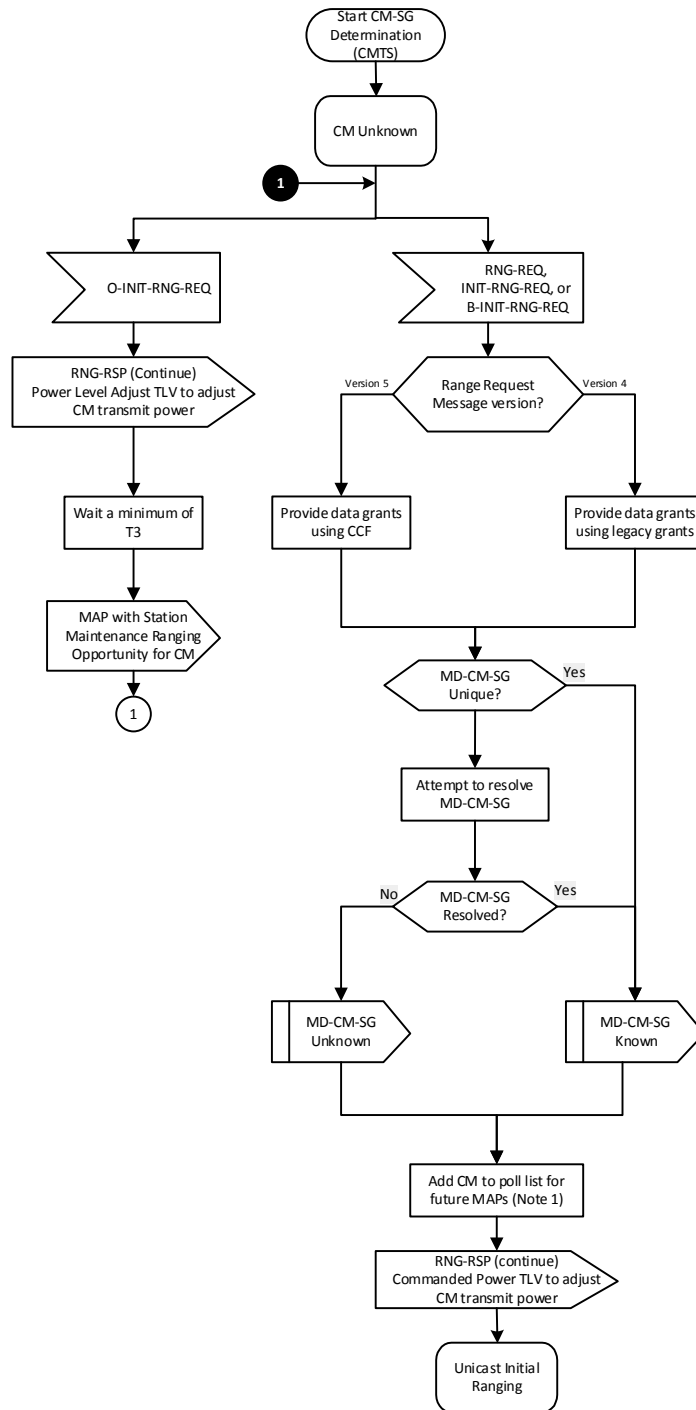 Start CM-SG
Determination
(CMTS)
CM Unknown
1
O-INIT-RNG-REQ
RNG-REQ,
INIT-RNG-REQ, or
B-INIT-RNG-REQ
RNG-RSP (Continue)
Power Level Adjust TLV to adjust
CM transmit power
Version 5
Range Request
Message version?
Version 4
Wait a minimum of
T3
Provide data grants
using CCF
Provide data grants
using legacy grants
MAP with Station
Maintenance Ranging
Opportunity for CM
1
MD-CM-SG
Unique?
Yes
Attempt to resolve
MD-CM-SG
No
MD-CM-SG
Resolved?
Yes
MD-CM-SG
Unknown
MD-CM-SG
Known
Add CM to poll list for
future MAPs (Note 1)
RNG-RSP (continue)
Commanded Power TLV to adjust
CM transmit power
Unicast Initial
Ranging